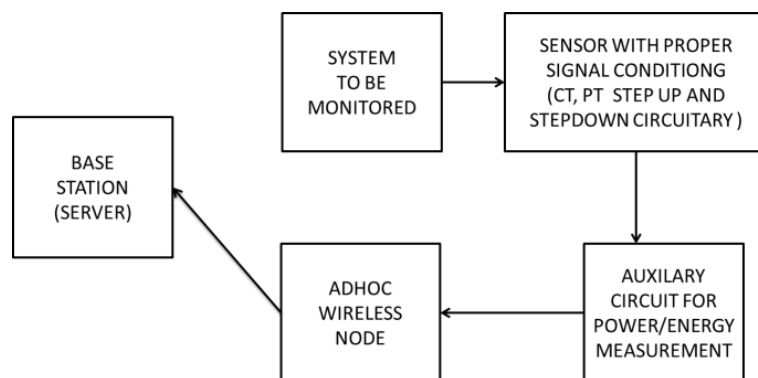 SYSTEM
TO BE
MONITORED
SENSOR WITH PROPER
SIGNAL CONDITIONG
(CT, PT STEP UP AND
STEPDOWN CIRCUITARY )
BASE
STATION
(SERVER)
ADHOC
WIRELESS
NODE
AUXILARY
CIRCUIT FOR
POWER/ENERGY
MEASUREMENT